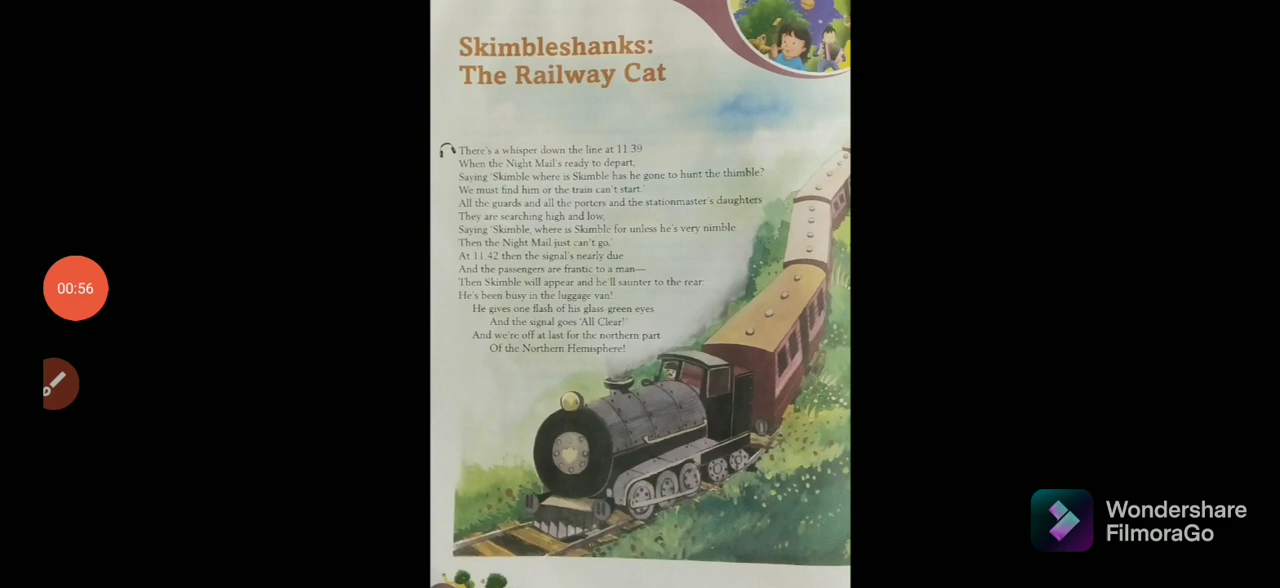 Skimbleshanks:
The Railway Cat
There's a whisper down the line at 11.39
When the Night Mail's ready to depart,
Saying 'Skimble where is Skimble has he gone to hunt the thimble?
We must find him or the train can't start.'
All the guards and all the porters and the stationmaster's daughters
They are searching high and low,
Saying 'Skimble, where is Skimble for unless he's very nimble
Then the Night Mail just can't go.'
At 11.42 then the signal's nearly due
And the passengers are frantic to a man—
Then Skimble will appear and he'll saunter to the rear:
He's been busy in the luggage van!
He gives one flash of his glass-green eyes
And the signal goes 'All Clear!'
And we're off at last for the northern part
Of the Northern Hemisphere!
00:56
Wondershare
FilmoraGo